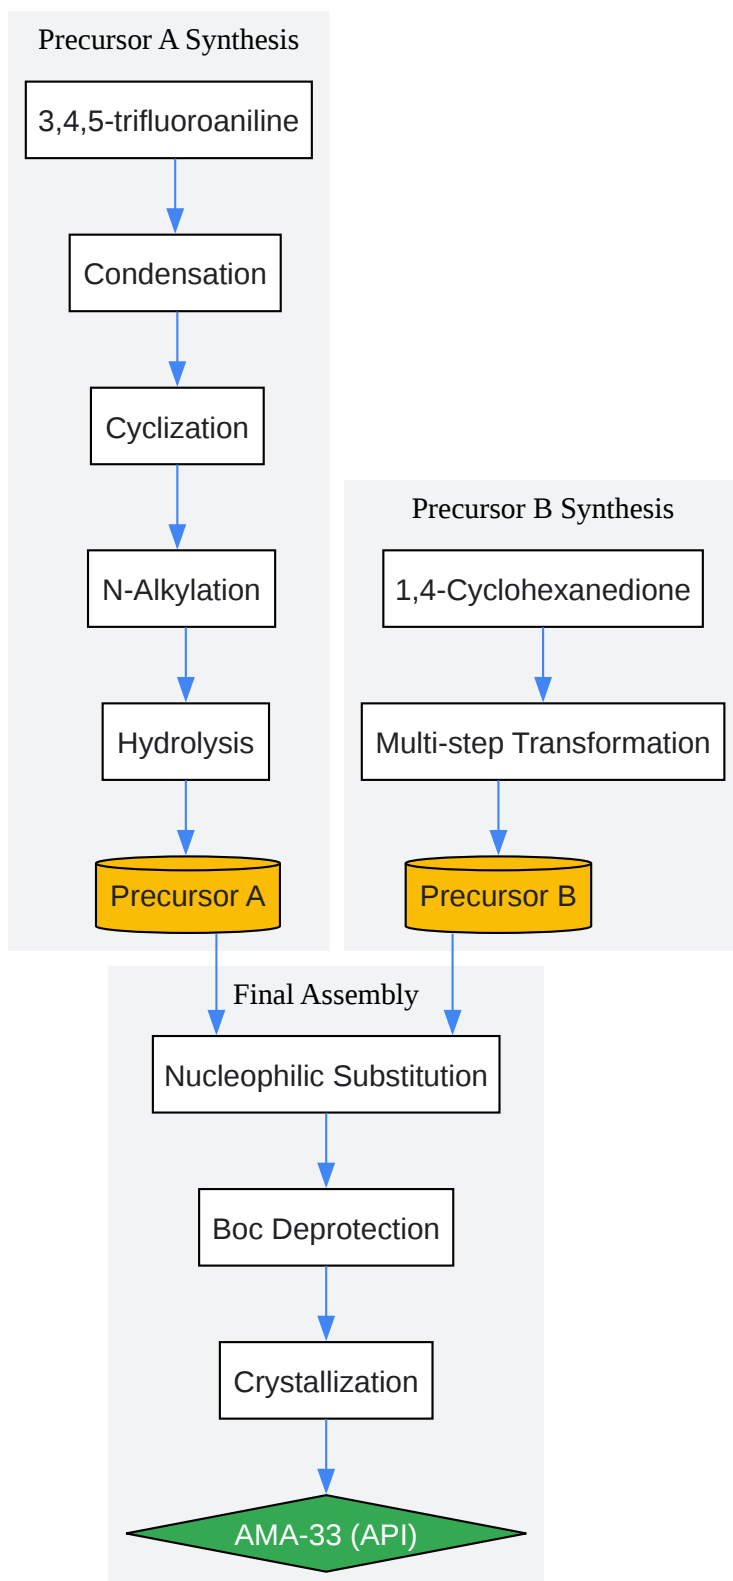 Precursor A Synthesis
3,4,5-trifluoroaniline
Condensation
Cyclization
N-Alkylation
Hydrolysis
Precursor A
Precursor B Synthesis
1,4-Cyclohexanedione
Multi-step Transformation
Precursor B
Final Assembly
Nucleophilic Substitution
Boc Deprotection
Crystallization
AMA-33 (API)